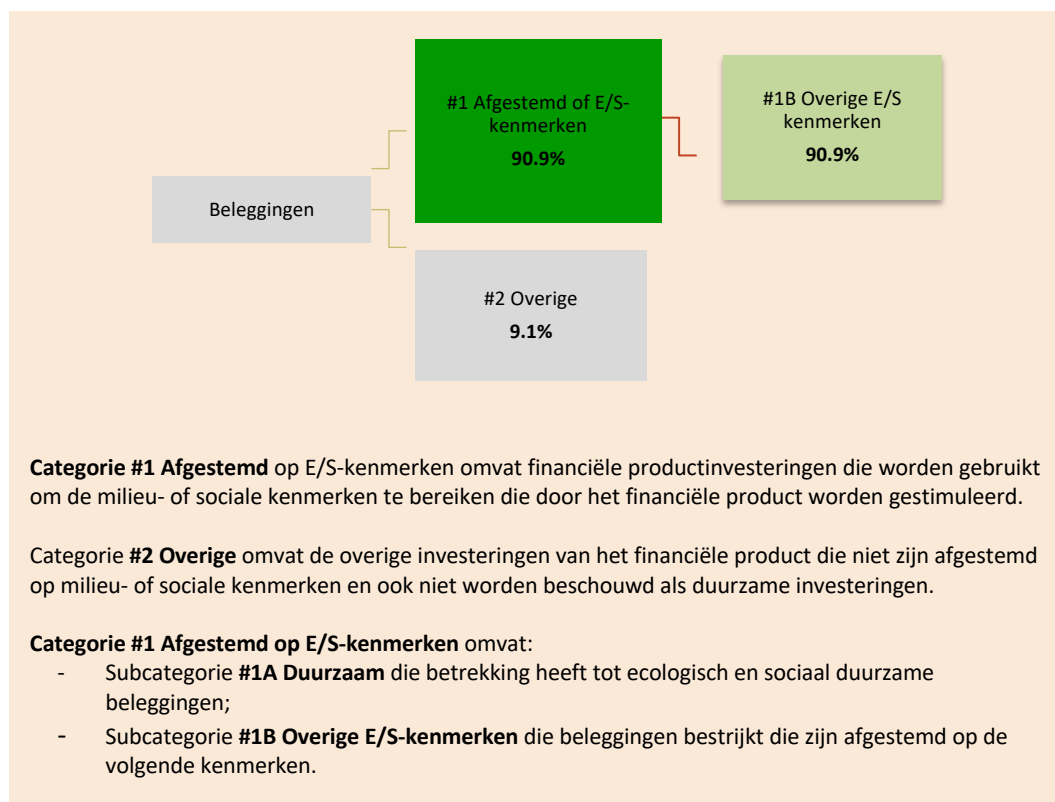 #1 Afgestemd of E/S-
kenmerken
90.9%
#1B Overige E/S
kenmerken
90.9%
Beleggingen
#2 Overige
9.1%
Categorie #1 Afgestemd op E/S-kenmerken omvat financiële productinvesteringen die worden gebruikt
om de milieu- of sociale kenmerken te bereiken die door het financiële product worden gestimuleerd.
Categorie #2 Overige omvat de overige investeringen van het financiële product die niet zijn afgestemd
op milieu- of sociale kenmerken en ook niet worden beschouwd als duurzame investeringen.
Categorie #1 Afgestemd op E/S-kenmerken omvat:
- Subcategorie #1A Duurzaam die betrekking heeft tot ecologisch en sociaal duurzame
beleggingen;
- Subcategorie #1B Overige E/S-kenmerken die beleggingen bestrijkt die zijn afgestemd op de
volgende kenmerken.